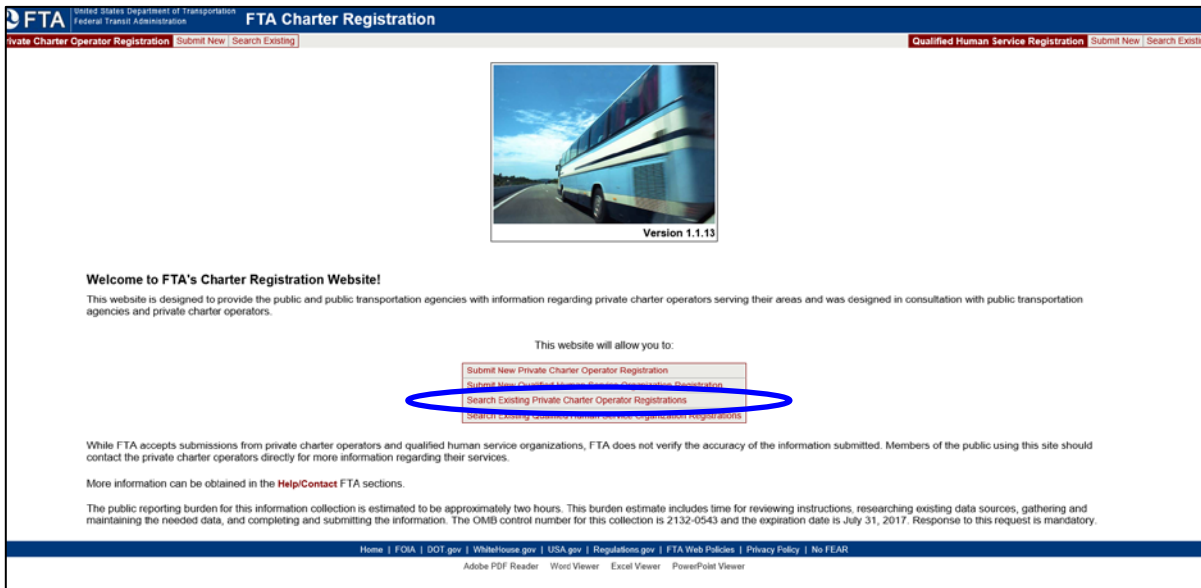 FTA United States Department of Transportation
Federal Transit Administration
FTA Charter Registration
rivate Charter Operator Registration Submit New Search Existing
Qualified Human Service Registration Submit New Search Existi
Version 1.1.13
Welcome to FTA's Charter Registration Website!
This website is designed to provide the public and public transportation agencies with information regarding private charter operators serving their areas and was designed in consultation with public transportation
agencies and private charter operators.
This website will allow you to:
Submit New Private Charter Operator Registration
Submit New Qualified Human Service Organization Registration
Search Existing Private Charter Operator Registrations
Search Existing Qualified Human Service Organization Registrations
While FTA accepts submissions from private charter operators and qualified human service organizations, FTA does not verify the accuracy of the information submitted. Members of the public using this site should
contact the private charter operators directly for more information regarding their services.
More information can be obtained in the Help/Contact FTA sections.
The public reporting burden for this information collection is estimated to be approximately two hours. This burden estimate includes time for reviewing instructions, researching existing data sources, gathering and
maintaining the needed data, and completing and submitting the information. The OMB control number for this collection is 2132-0543 and the expiration date is July 31, 2017. Response to this request is mandatory.
Home | FOIA | DOT.gov | WhiteHouse.gov | USA.gov | Regulations.gov | FTA Web Policies | Privacy Policy | No FEAR
Adobe PDF Reader Word Viewer Excel Viewer PowerPoint Viewer